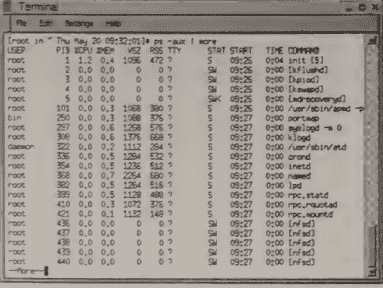 Terminal
File Edit Settings Help
[root in ~ Thu May 20 09:32:01]# ps -aux | more
USER PID %CPU %MEM VSZ RSS TTY STAT START TIME COMMAND
root 1 1.2 0.4 1096 472 ? S 09:26 0:04 init [5]
root 2 0.0 0.0 0 0 ? SW 09:26 0:00 [kflushd]
root 3 0.0 0.0 0 0 ? SW 09:26 0:00 [kpiod]
root 4 0.0 0.0 0 0 ? SW 09:26 0:00 [kswapd]
root 5 0.0 0.0 0 0 ? SW< 09:26 0:00 [mdrecoveryd]
root 101 0.0 0.3 1068 380 ? S 09:27 0:00 /usr/sbin/apmd -p
bin 250 0.0 0.3 1088 376 ? S 09:27 0:00 portmap
root 297 0.0 0.6 1258 576 ? S 09:27 0:00 syslogd -m 0
root 308 0.0 0.6 1376 668 ? S 09:27 0:00 klogd
daemon 322 0.0 0.2 1112 284 ? S 09:27 0:00 /usr/sbin/atd
root 336 0.0 0.5 1284 532 ? S 09:27 0:00 crond
root 354 0.0 0.5 1236 512 ? S 09:27 0:00 inetd
root 368 0.0 0.7 2264 680 ? S 09:27 0:00 named
root 382 0.0 0.5 1264 516 ? S 09:27 0:00 lpd
root 399 0.0 0.5 1128 488 ? S 09:27 0:00 rpc.statd
root 410 0.0 0.3 1072 376 ? S 09:27 0:00 rpc.rquotad
root 421 0.0 0.1 1132 148 ? S 09:27 0:00 rpc.mountd
root 436 0.0 0.0 0 0 ? SW 09:27 0:00 [nfsd]
root 437 0.0 0.0 0 0 ? SW 09:27 0:00 [nfsd]
root 438 0.0 0.0 0 0 ? SW 09:27 0:00 [nfsd]
root 439 0.0 0.0 0 0 ? SW 09:27 0:00 [nfsd]
root 440 0.0 0.0 0 0 ? SW 09:27 0:00 [nfsd]
--More--